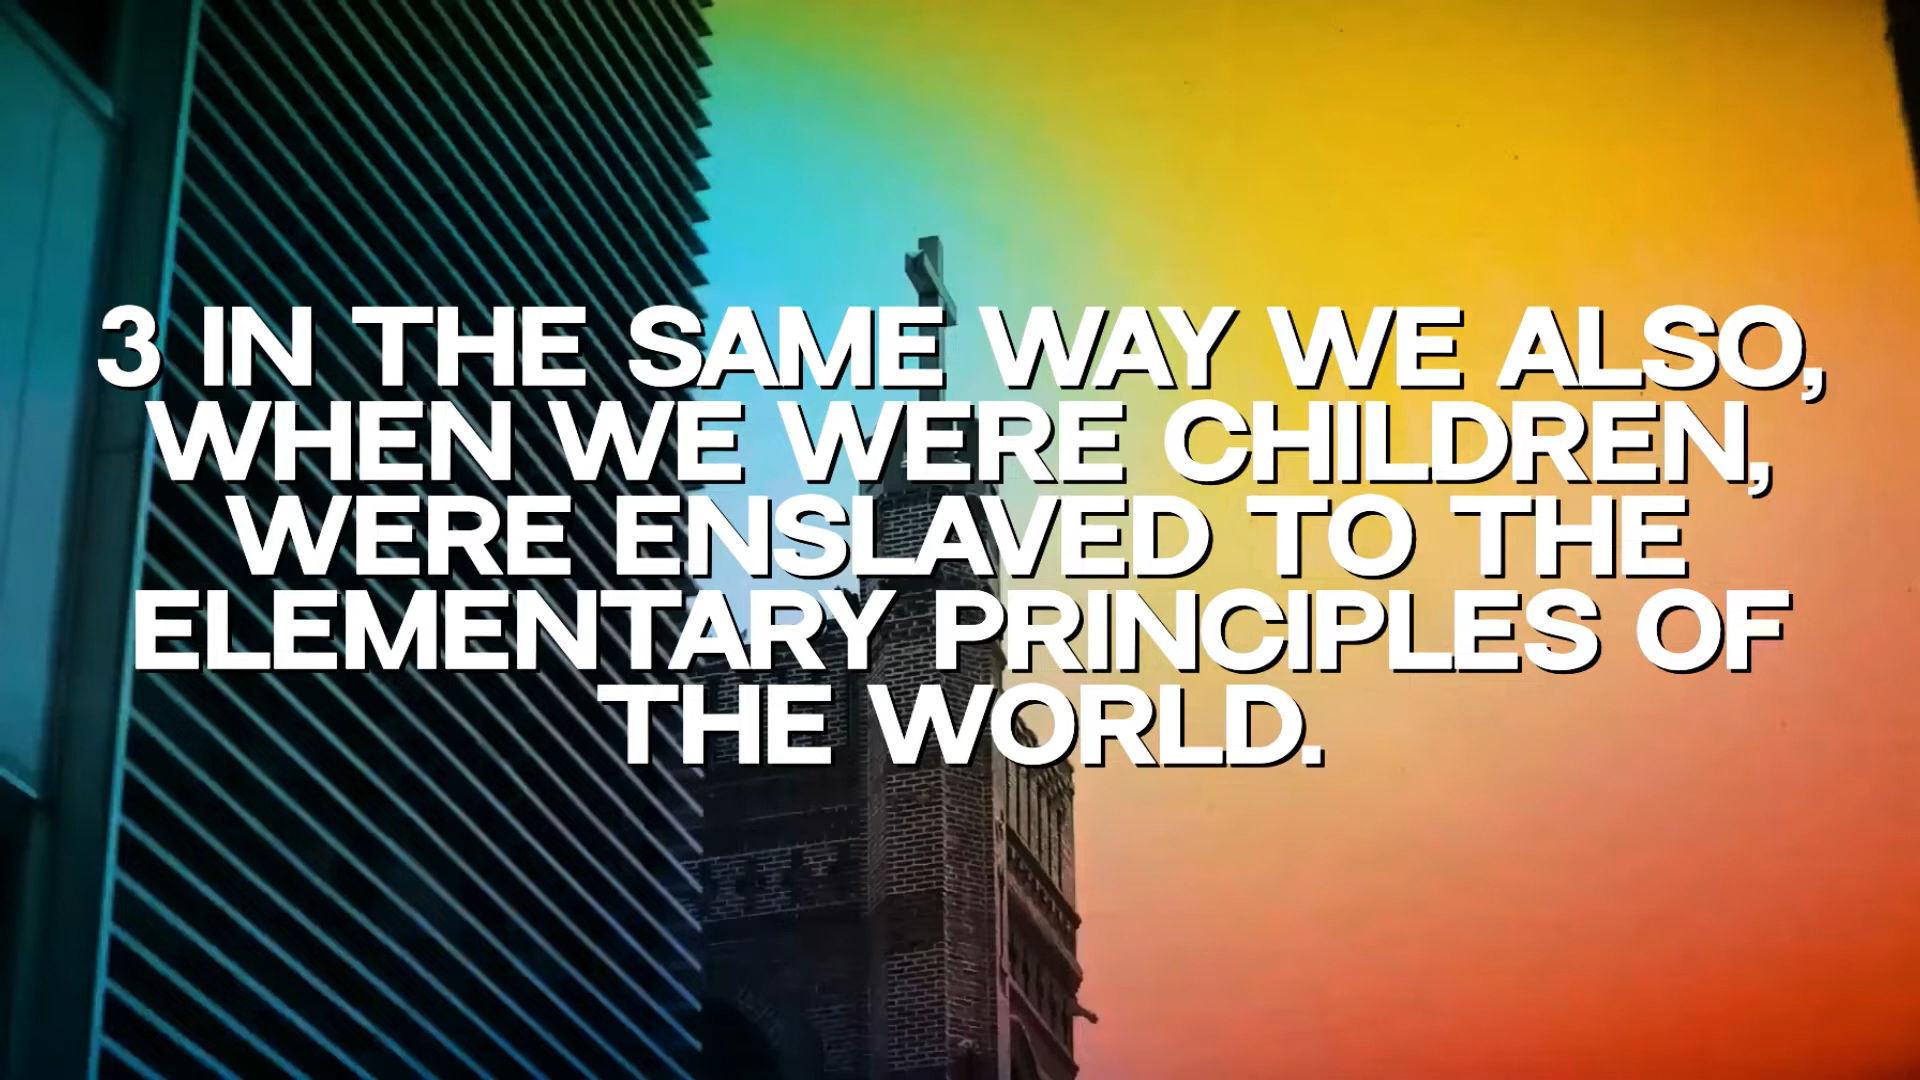 3 IN THE SAME WAY WE ALSO,
WHEN WE WERE CHILDREN,
WERE ENSLAVED TO THE
ELEMENTARY PRINCIPLES OF
THE WORLD.